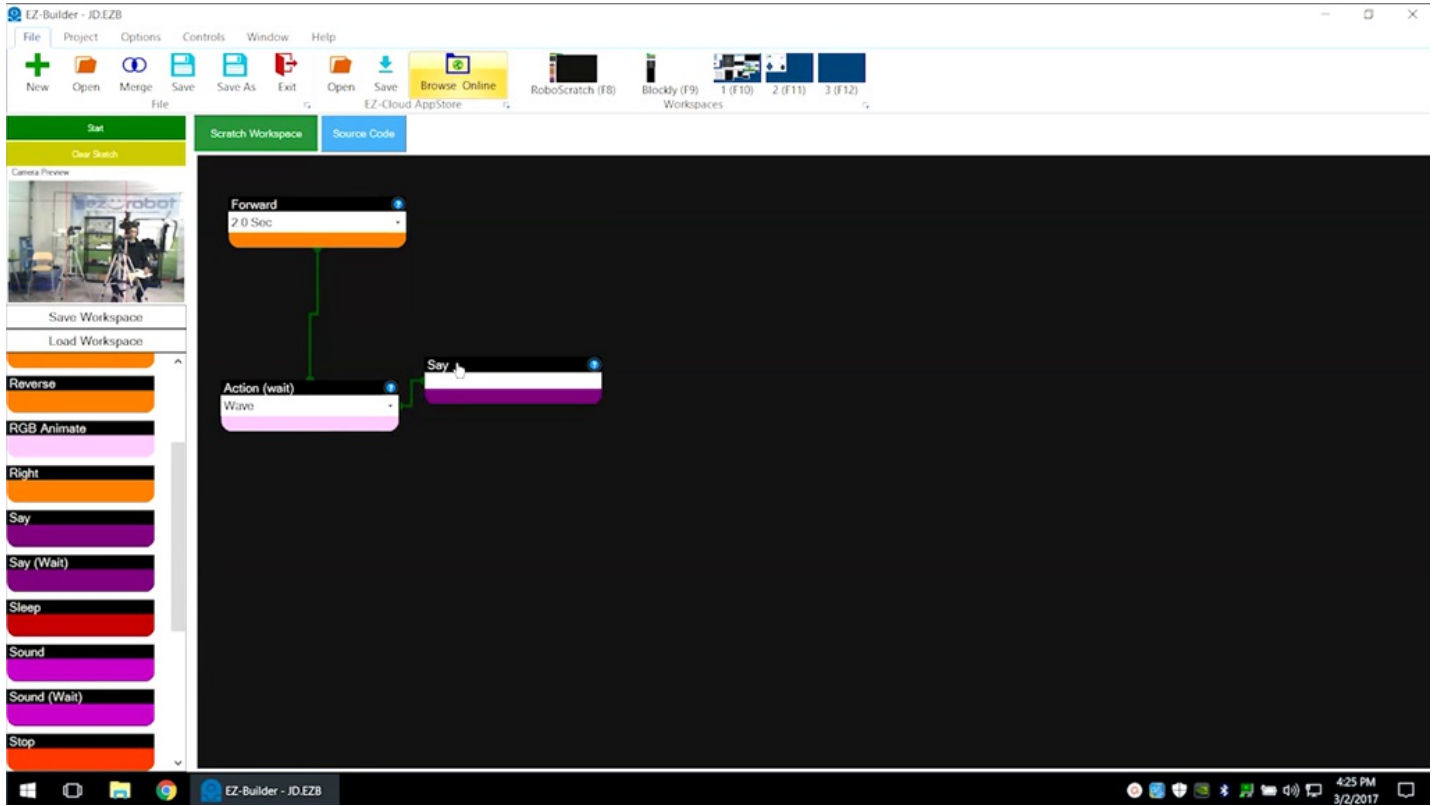 EZ-Builder - JD.EZB
File Project Options Controls Window Help
New Open Merge Save Save As Exit Open Save Browse Online RoboScratch (F8) Blockly (F9) 1 (F10) 2 (F11) 3 (F12)
File EZ-Cloud AppStore Workspaces
Start
Clear Sketch
Scratch Workspace Source Code
Camera Preview
ez robot
Save Workspace
Load Workspace
Forward
2.0 Sec
Action (wait)
Wave
Say
Reverse
RGB Animate
Right
Say
Say (Wait)
Sleep
Sound
Sound (Wait)
Stop
EZ-Builder - JD.EZB
4:25 PM
3/2/2017